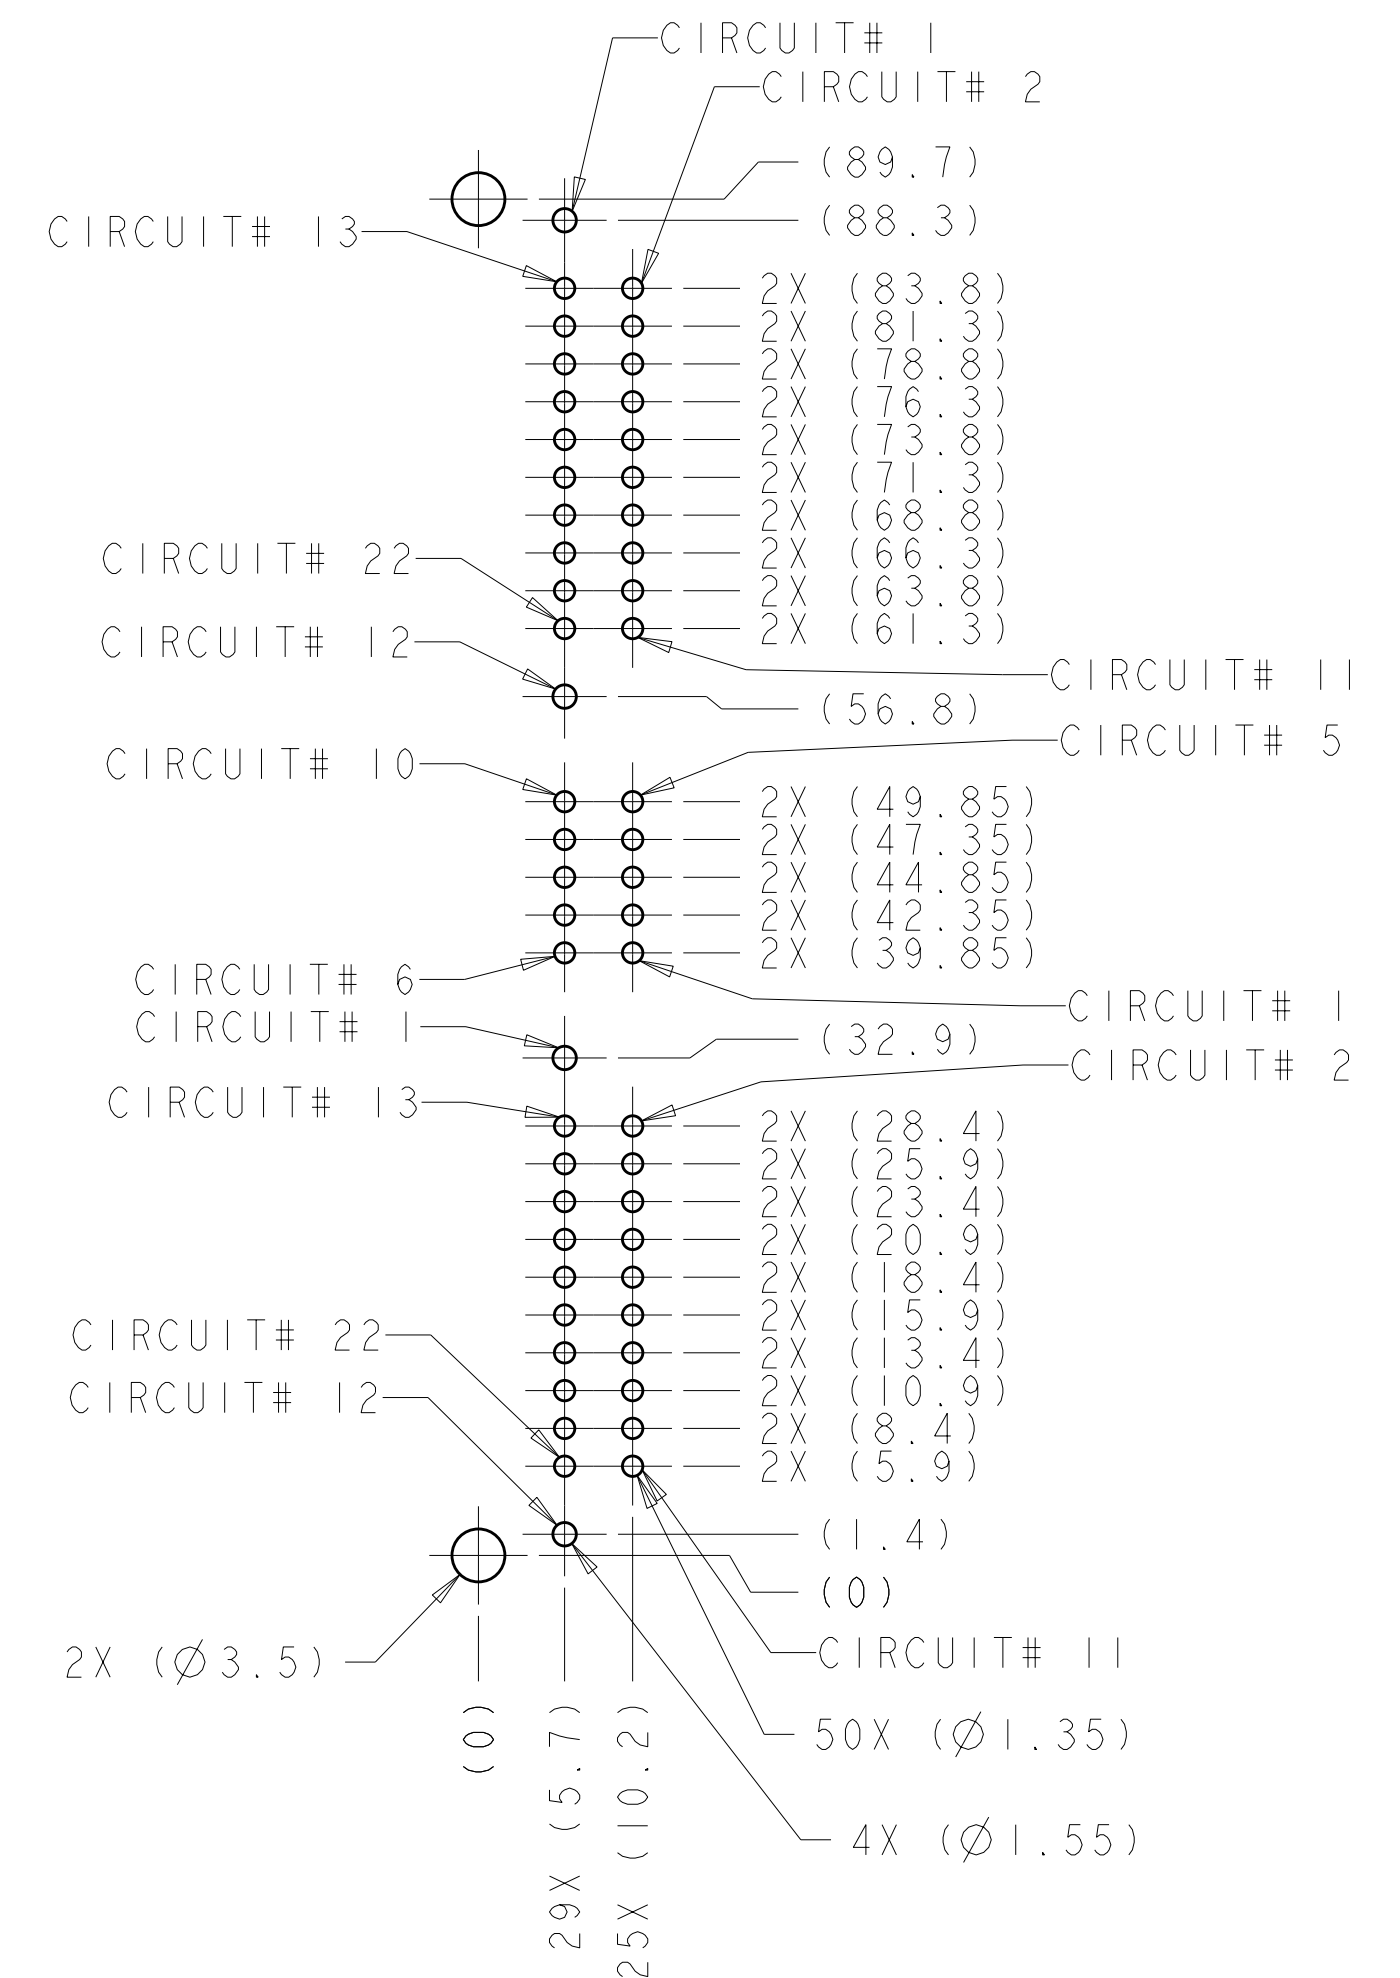 CIRCUIT# 1
CIRCUIT# 2
(89.7)
(88.3)
CIRCUIT# 13
2X (83.8)
2X (81.3)
2X (78.8)
2X (76.3)
2X (73.8)
2X (71.3)
2X (68.8)
2X (66.3)
CIRCUIT# 22
2X (63.8)
2X (61.3)
CIRCUIT# 12
CIRCUIT# 11
(56.8)
CIRCUIT# 5
CIRCUIT# 10
2X (49.85)
2X (47.35)
2X (44.85)
2X (42.35)
2X (39.85)
CIRCUIT# 6
CIRCUIT# 1
CIRCUIT# 1
(32.9)
CIRCUIT# 2
CIRCUIT# 13
2X (28.4)
2X (25.9)
2X (23.4)
2X (20.9)
2X (18.4)
2X (15.9)
CIRCUIT# 22
2X (13.4)
2X (10.9)
CIRCUIT# 12
2X (8.4)
2X (5.9)
(1.4)
(0)
CIRCUIT# 11
2X (Ø3.5)
50X (Ø1.35)
4X (Ø1.55)
(0)
29X (5.7)
25X (10.2)